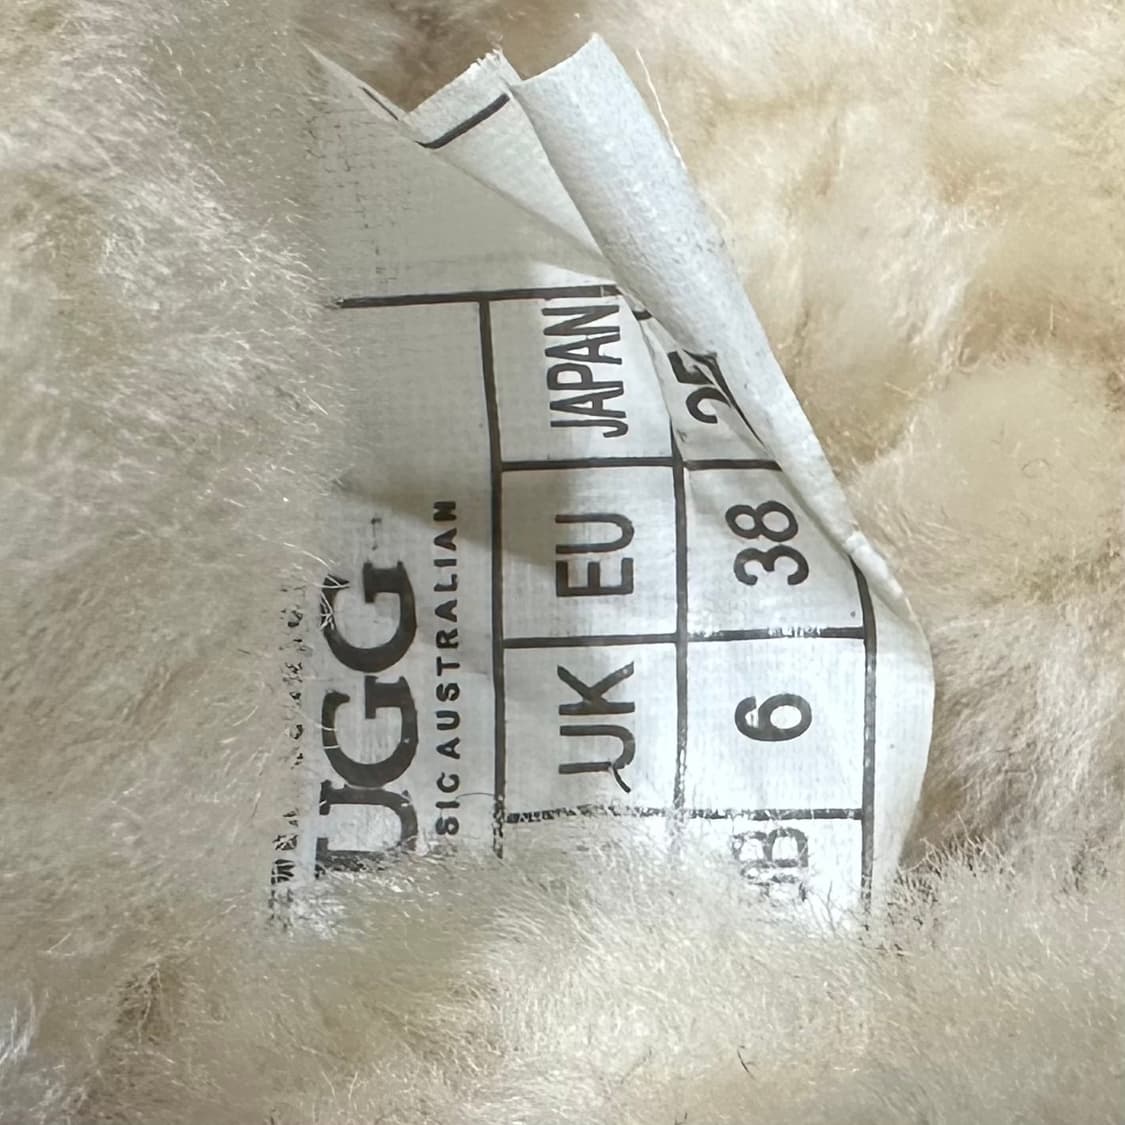 UGG
SIC AUSTRALIAN
UK EU JAPAN
6 38